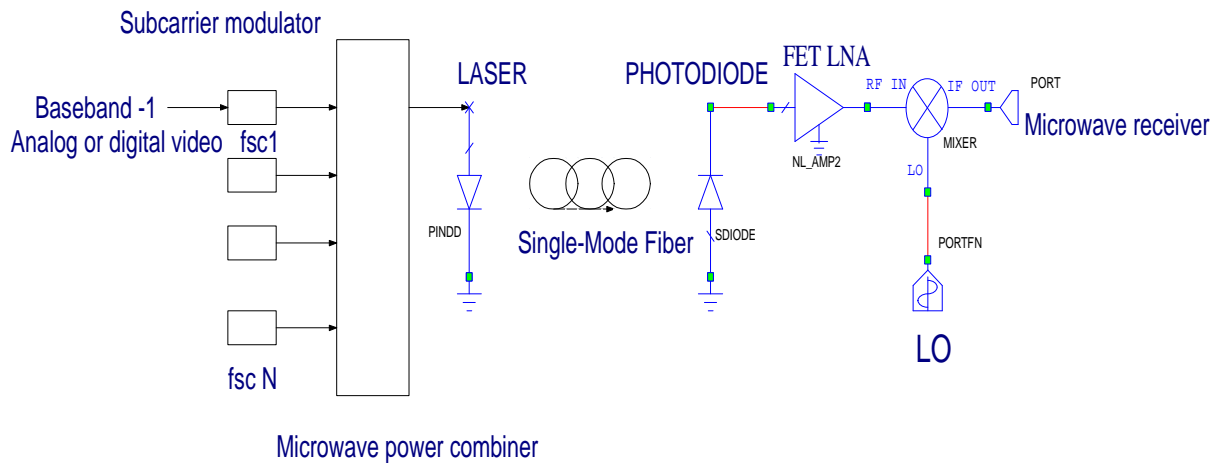 Subcarrier modulator
LASER
PHOTODIODE
FET LNA
RF IN
IF OUT
PORT
Baseband -1
Analog or digital video
fsc1
Microwave receiver
MIXER
NL_AMP2
LO
PINDD
Single-Mode Fiber
SDIODE
PORTFN
LO
fsc N
Microwave power combiner